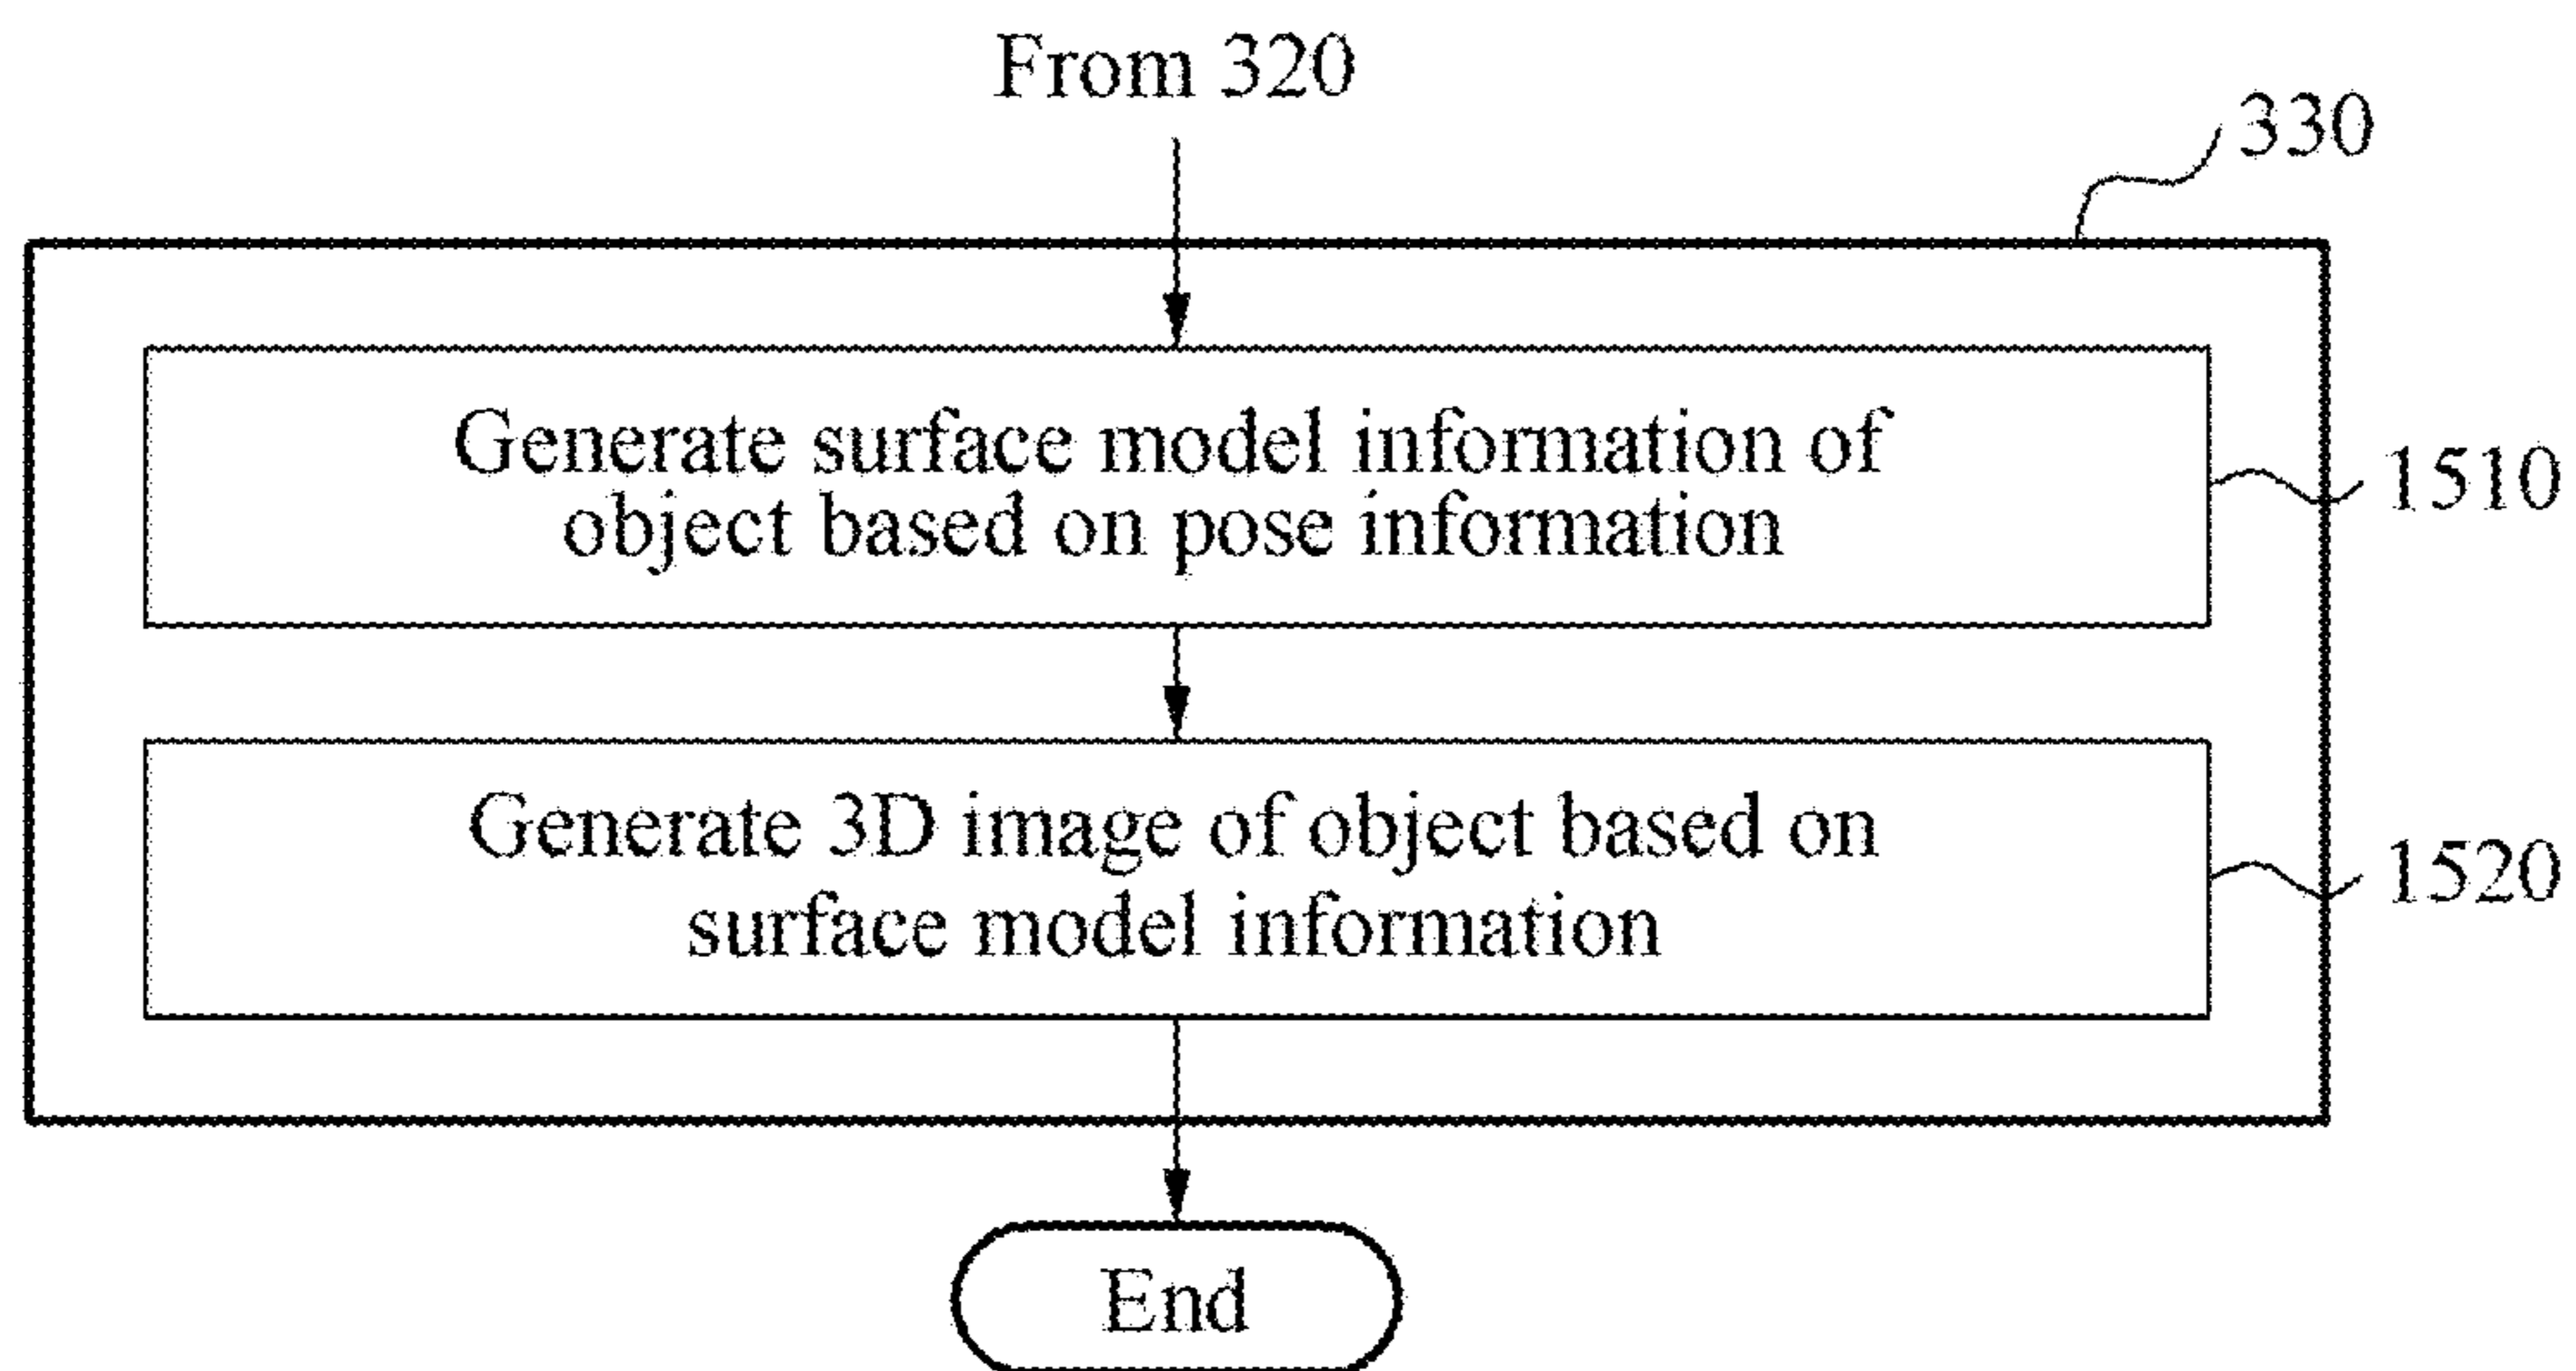 From 320
330
Generate surface model information of
object based on pose information
1510
Generate 3D image of object based on
surface model information
1520
End